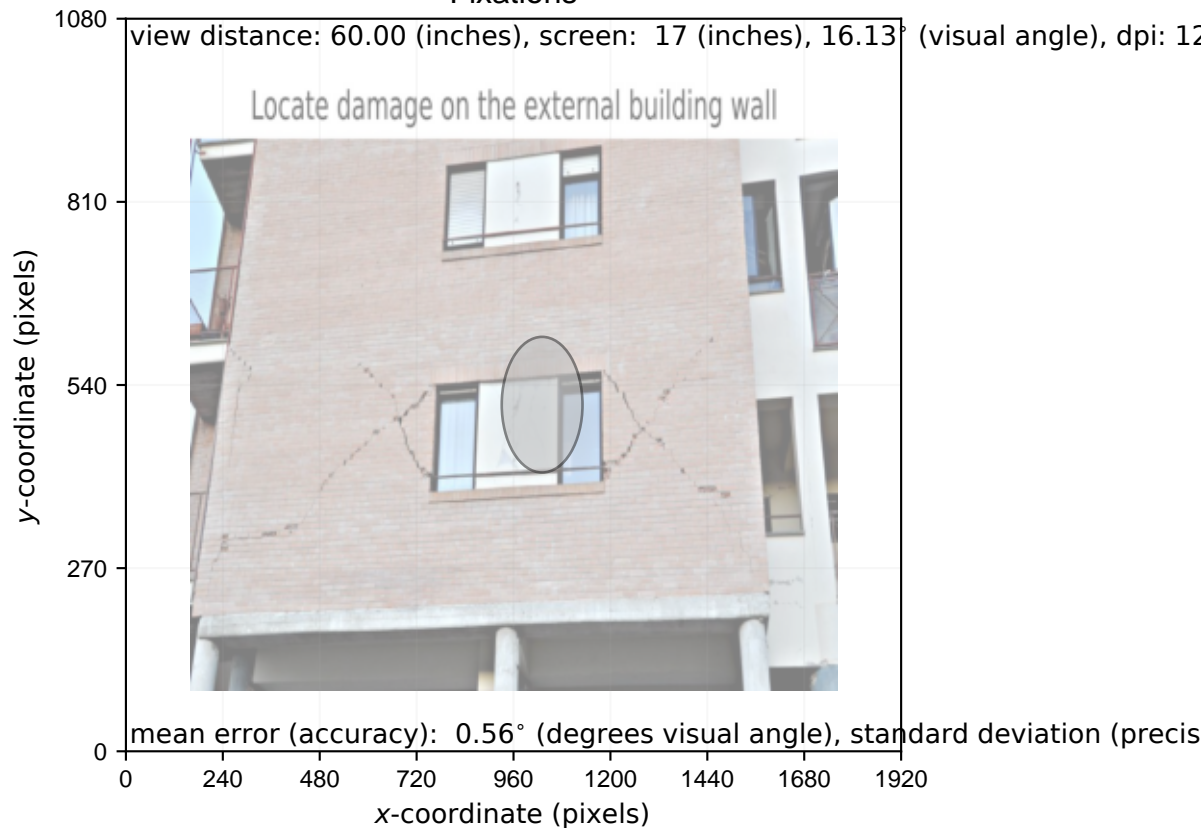 Fixations
1080
view distance: 60.00 (inches), screen: 17 (inches), 16.13° (visual angle), dpi: 12
Locate damage on the external building wall
810
540
270
0
mean error (accuracy): 0.56° (degrees visual angle), standard deviation (precis
0 240 480 720 960 1200 1440 1680 1920
x-coordinate (pixels)
y-coordinate (pixels)